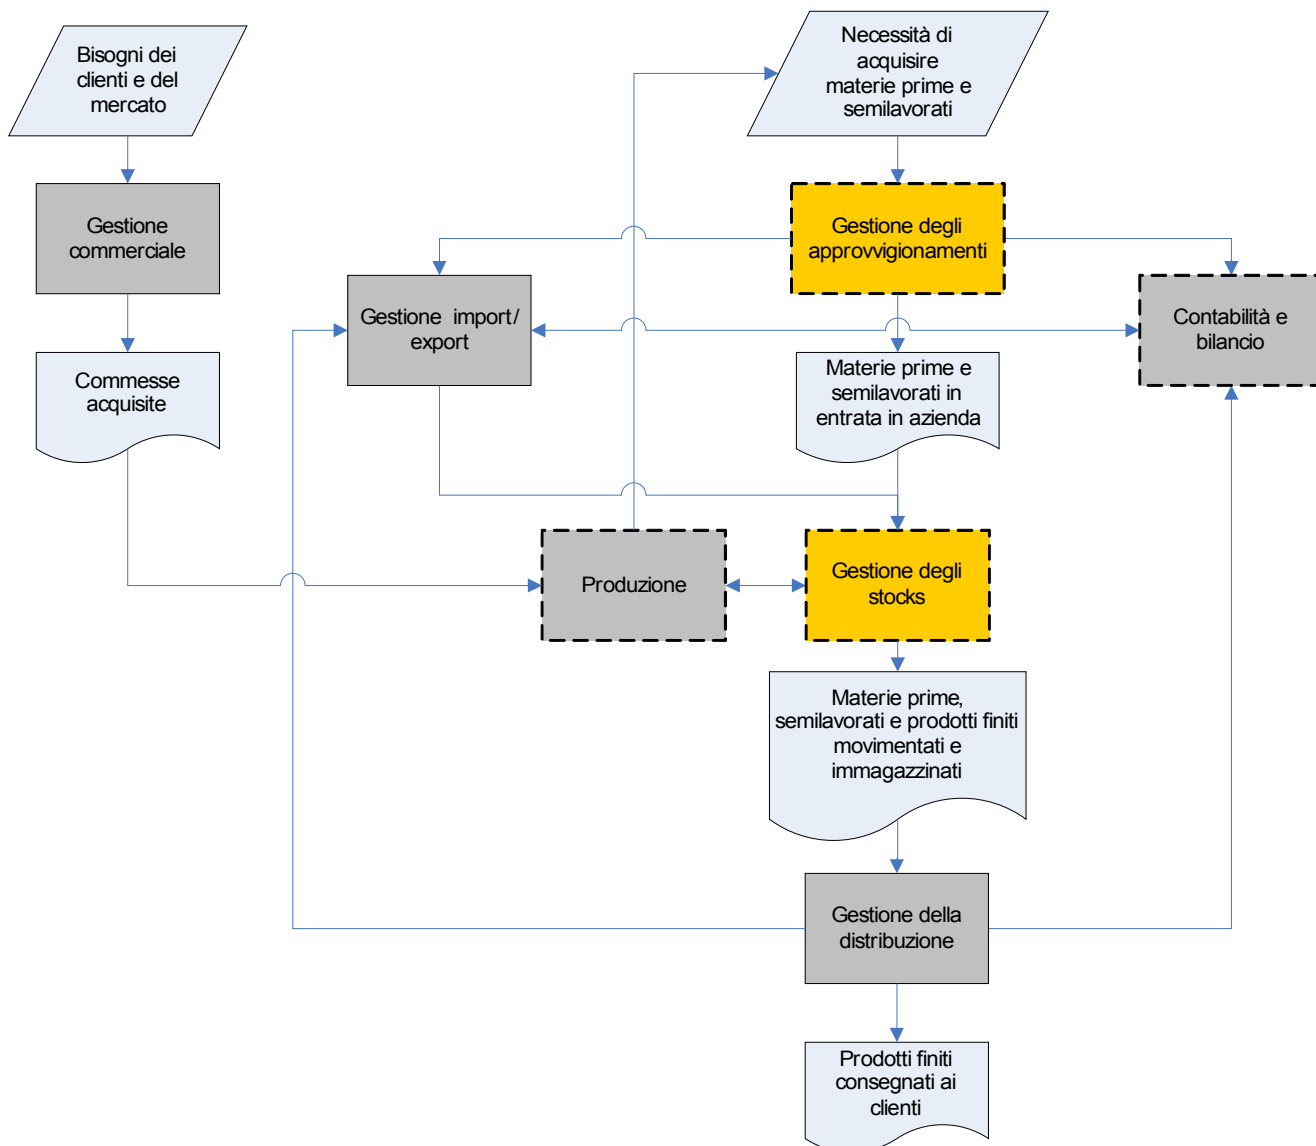 Bisogni dei
clienti e del
mercato
Necessità di
acquisire
materie prime e
semilavorati
Gestione
commerciale
Gestione degli
approvvigionamenti
Gestione import/
export
Contabilità e
bilancio
Commesse
acquisite
Materie prime e
semilavorati in
entrata in azienda
Produzione
Gestione degli
stocks
Materie prime,
semilavorati e prodotti finiti
movimentati e
immagazzinati
Gestione della
distribuzione
Prodotti finiti
consegnati ai
clienti